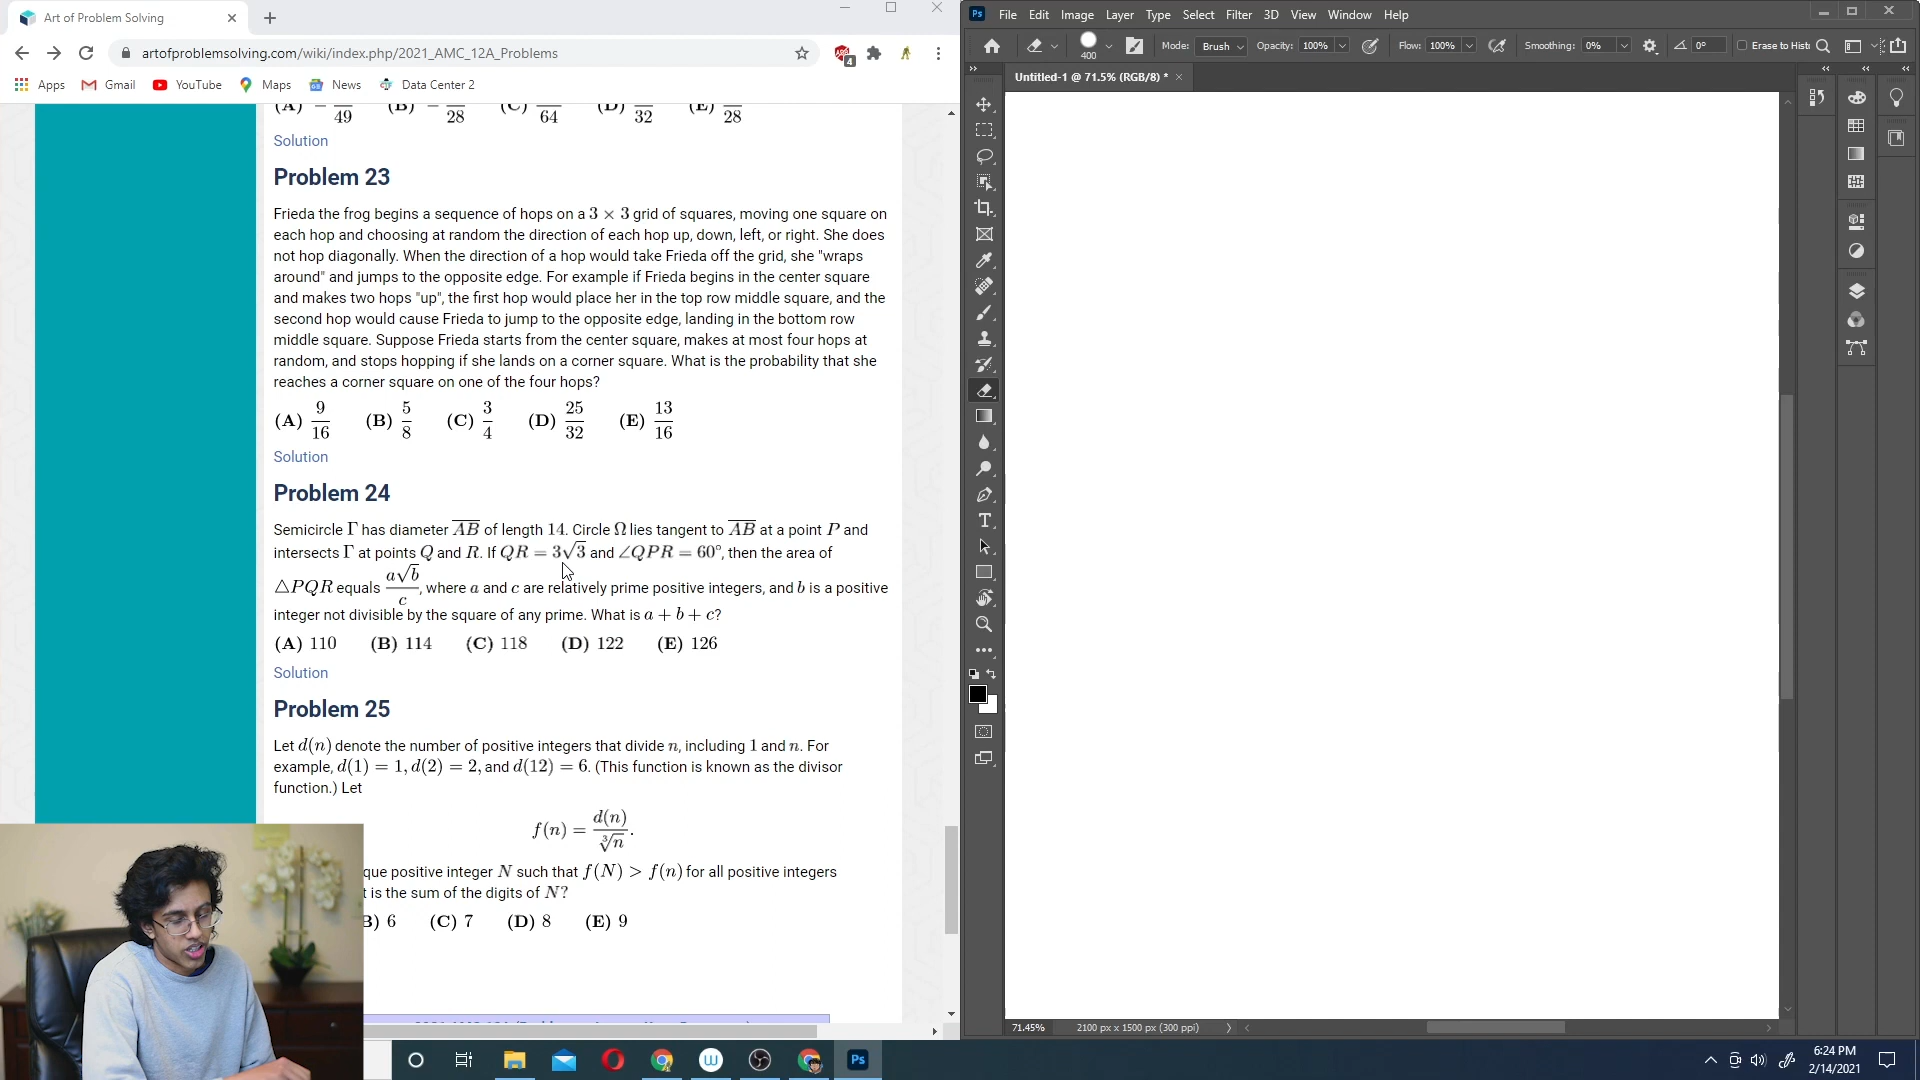 Art of Problem Solving
artofproblemsolving.com/wiki/index.php/2021_AMC_12A_Problems
4
Apps Gmail YouTube Maps News Data Center 2
(A) − /49 (B) − /28 (C) /64 (D) /32 (E) /28
Solution
Problem 23
Frieda the frog begins a sequence of hops on a 3 × 3 grid of squares, moving one square on
each hop and choosing at random the direction of each hop up, down, left, or right. She does
not hop diagonally. When the direction of a hop would take Frieda off the grid, she "wraps
around" and jumps to the opposite edge. For example if Frieda begins in the center square
and makes two hops "up", the first hop would place her in the top row middle square, and the
second hop would cause Frieda to jump to the opposite edge, landing in the bottom row
middle square. Suppose Frieda starts from the center square, makes at most four hops at
random, and stops hopping if she lands on a corner square. What is the probability that she
reaches a corner square on one of the four hops?
(A) 9/16 (B) 5/8 (C) 3/4 (D) 25/32 (E) 13/16
Solution
Problem 24
Semicircle Γ has diameter AB of length 14. Circle Ω lies tangent to AB at a point P and
intersects Γ at points Q and R. If QR = 3√3 and ∠QPR = 60°, then the area of
△PQR equals a√b/c, where a and c are relatively prime positive integers, and b is a positive
integer not divisible by the square of any prime. What is a + b + c?
(A) 110 (B) 114 (C) 118 (D) 122 (E) 126
Solution
Problem 25
Let d(n) denote the number of positive integers that divide n, including 1 and n. For
example, d(1) = 1, d(2) = 2, and d(12) = 6. (This function is known as the divisor
function.) Let
f(n) = d(n)/∛n.
que positive integer N such that f(N) > f(n) for all positive integers
t is the sum of the digits of N?
B) 6 (C) 7 (D) 8 (E) 9
Ps File Edit Image Layer Type Select Filter 3D View Window Help
400 Mode: Brush Opacity: 100% Flow: 100% Smoothing: 0% 0° Erase to Hist
Untitled-1 @ 71.5% (RGB/8) *
71.45% 2100 px x 1500 px (300 ppi)
Ps
6:24 PM
2/14/2021